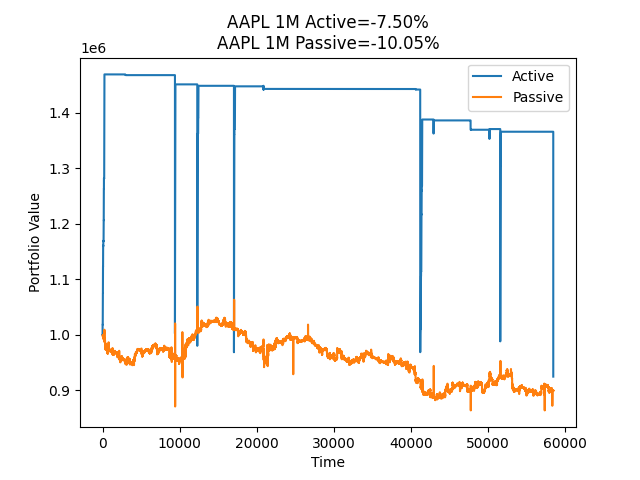 AAPL 1M Active=-7.50%
AAPL 1M Passive=-10.05%
1e6
Active
Passive
1.4
1.3
1.2
1.1
1.0
0.9
Portfolio Value
0 10000 20000 30000 40000 50000 60000
Time